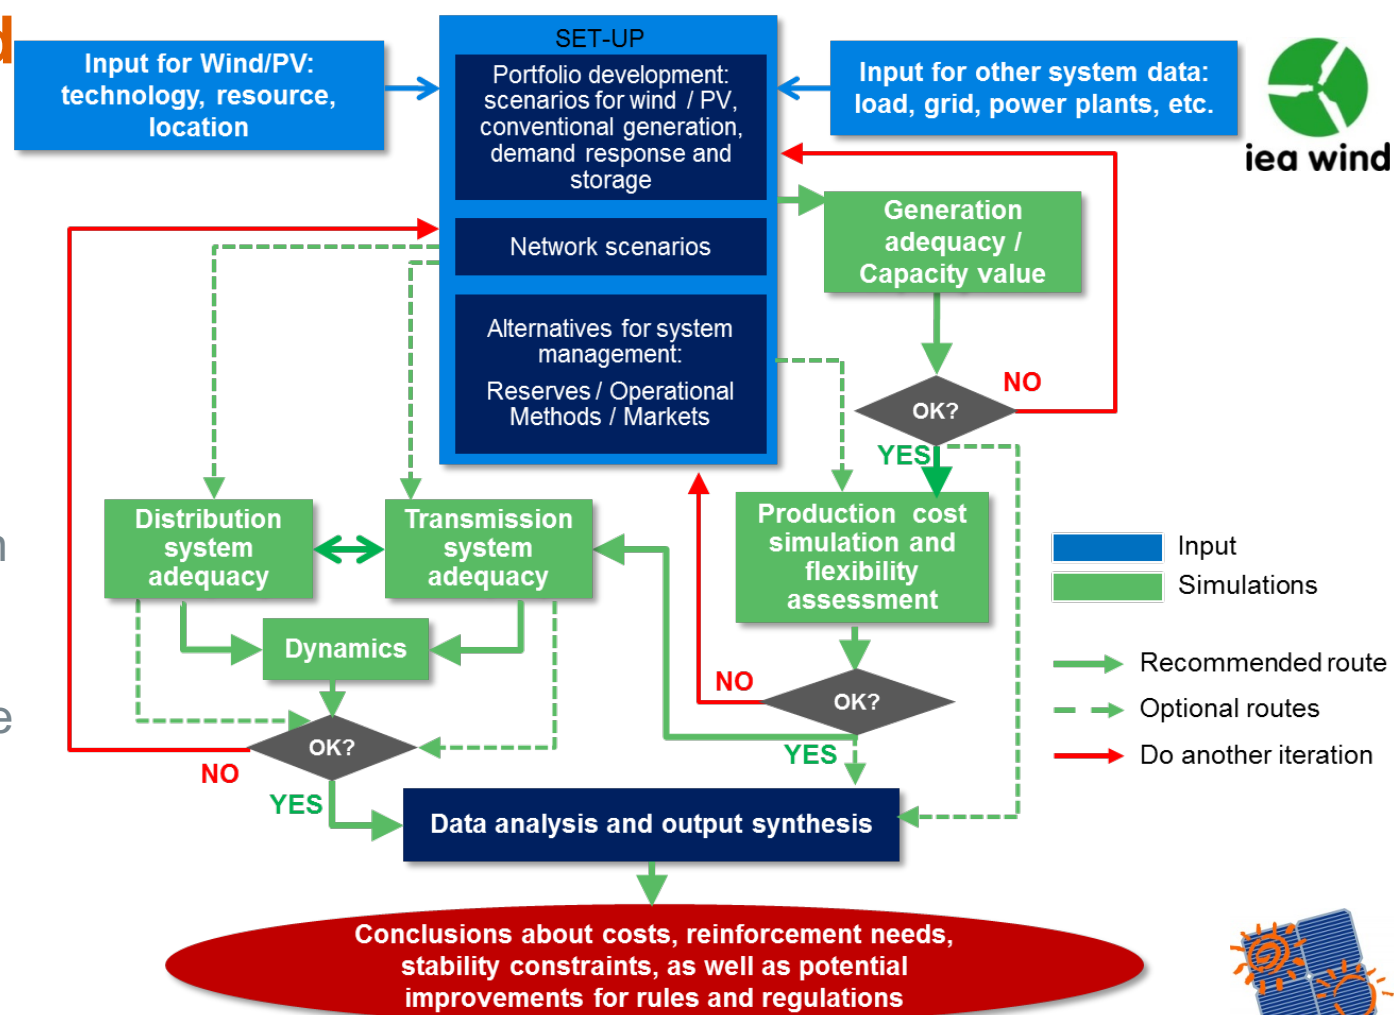 d
Input for Wind/PV:
technology, resource,
location
SET-UP
Portfolio development:
scenarios for wind / PV,
conventional generation,
demand response and
storage
Network scenarios
Alternatives for system
management:
Reserves / Operational
Methods / Markets
Input for other system data:
load, grid, power plants, etc.
iea wind
Generation
adequacy /
Capacity value
OK?
NO
YES
Production cost
simulation and
flexibility
assessment
OK?
NO
YES
Distribution
system
adequacy
Transmission
system
adequacy
Dynamics
OK?
NO
YES
n
e
Input
Simulations
Recommended route
Optional routes
Do another iteration
Data analysis and output synthesis
Conclusions about costs, reinforcement needs,
stability constraints, as well as potential
improvements for rules and regulations